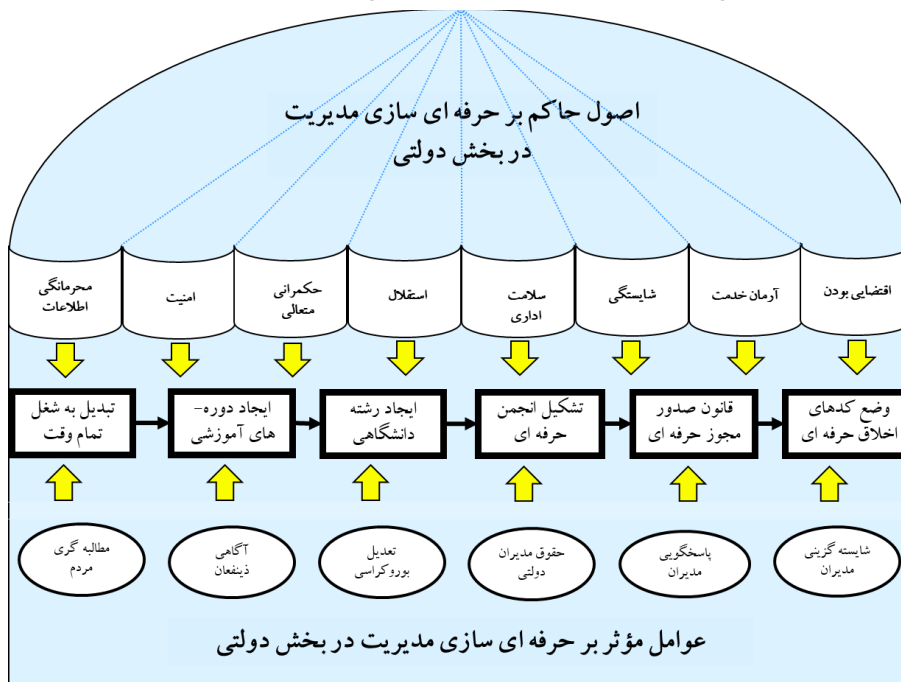 اصول حاکم بر حرفه ای سازی مدیریت
در بخش دولتی
اقتضایی بودن
آرمان خدمت
شایستگی
سلامت
اداری
استقلال
حکمرانی
متعالی
امنیت
محرمانگی
اطلاعات
تبدیل به شغل
تمام وقت
ایجاد دوره-
های آموزشی
ایجاد رشته
دانشگاهی
تشکیل انجمن
حرفه ای
قانون صدور
مجوز حرفه ای
وضع کدهای
اخلاق حرفه ای
مطالبه گری
مردم
آگاهی
ذینفعان
تعدیل
بوروکراسی
حقوق مدیران
دولتی
پاسخگویی
مدیران
شایسته گزینی
مدیران
عوامل مؤثر بر حرفه ای سازی مدیریت در بخش دولتی